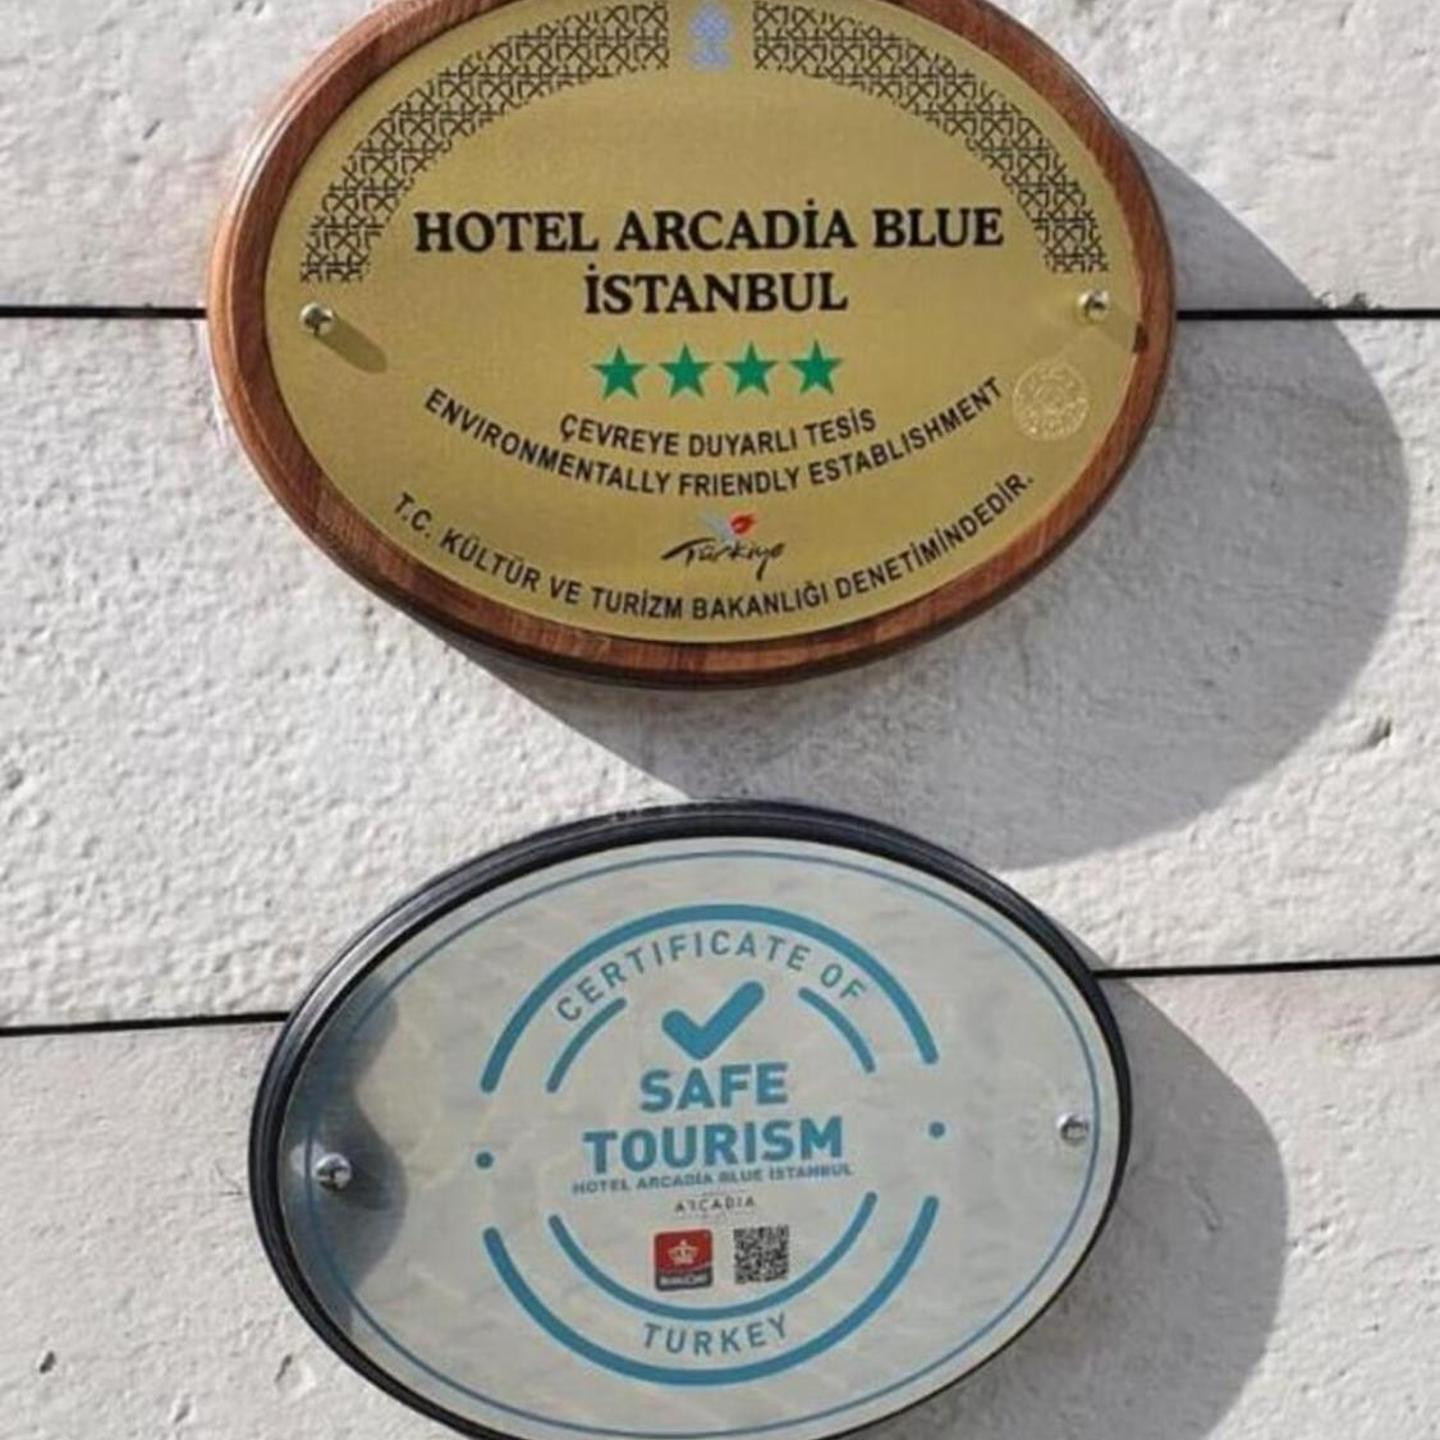 HOTEL ARCADİA BLUE
İSTANBUL
ÇEVREYE DUYARLI TESİS
ENVIRONMENTALLY FRIENDLY ESTABLISHMENT
Türkiye
T.C. KÜLTÜR VE TURİZM BAKANLIĞI DENETİMİNDEDİR.
CERTIFICATE OF
SAFE
TOURISM
HOTEL ARCADİA BLUE İSTANBUL
ARCADIA
TURKEY